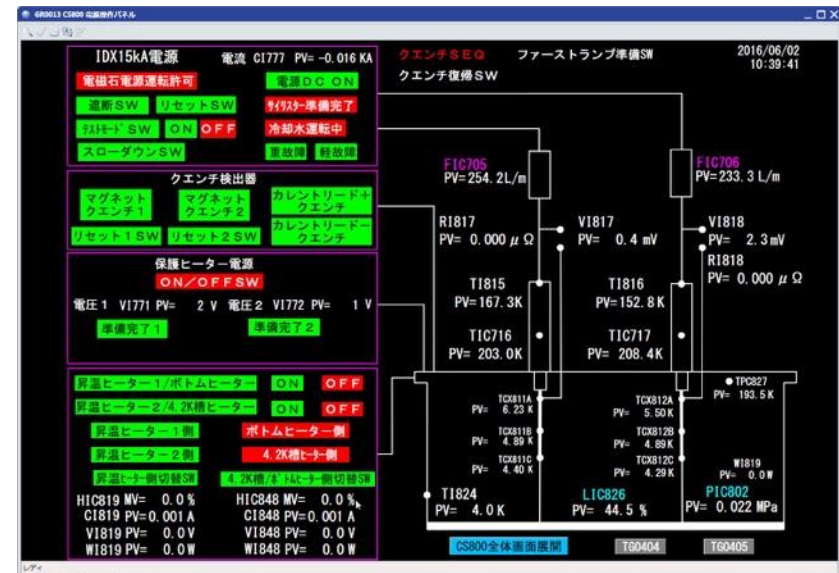 GR0013 CS800 電源操作パネル
IDX15kA電源 電流 CI777 PV= -0.016 KA
電磁石電源運転許可 電源DC ON
遮断SW リセットSW サイリスター準備完了
テストモードSW ON OFF 冷却水運転中
スローダウンSW 重故障 軽故障
クエンチSEQ ファーストランプ準備SW
クエンチ復帰SW
2016/06/02
10:39:41
クエンチ検出器
マグネットクエンチ1 マグネットクエンチ2 カレントリード+クエンチ
リセット1SW リセット2SW カレントリードークエンチ
保護ヒーター電源
ON/OFFSW
電圧1 VI771 PV= 2 V 電圧2 VI772 PV= 1 V
準備完了1 準備完了2
昇温ヒーター1/ボトムヒーター ON OFF
昇温ヒーター2/4.2K槽ヒーター ON OFF
昇温ヒーター1側 ボトムヒーター側
昇温ヒーター2側 4.2K槽ヒーター側
昇温ヒーター側切替SW 4.2K槽/ボトムヒーター側切替SW
HIC819 MV= 0.0 % HIC848 MV= 0.0 %
CI819 PV=0.001 A CI848 PV=0.001 A
VI819 PV= 0.0 V VI848 PV= 0.0 V
WI819 PV= 0.0 W WI848 PV= 0.0 W
FIC705
PV=254.2L/m
FIC706
PV=233.3 L/m
RI817
PV= 0.000 μΩ
VI817
PV= 0.4 mV
VI818
PV= 2.3 mV
RI818
PV= 0.000 μΩ
TI815
PV=167.3K
TI816
PV=152.8K
TIC716
PV= 203.0K
TIC717
PV= 208.4K
TPC827
PV= 193.5 K
TCX811A
PV= 6.23 K
TCX812A
PV= 5.50 K
TCX811B
PV= 4.89 K
TCX812B
PV= 4.89K
TCX811C
PV= 4.40 K
TCX812C
PV= 4.29 K
WI819
PV= 0.0W
TI824
PV= 4.0K
LIC826
PV= 44.5 %
PIC802
PV= 0.022 MPa
CS800全体画面展開 TG0404 TG0405
レディ